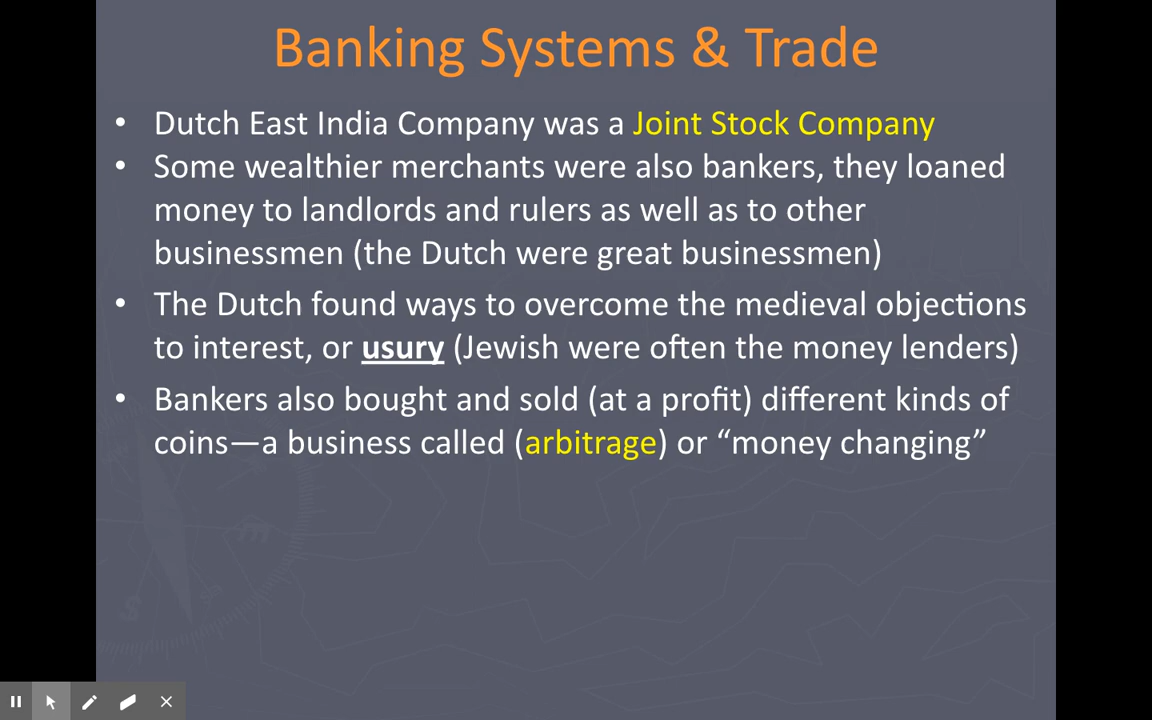 Banking Systems & Trade
• Dutch East India Company was a Joint Stock Company
• Some wealthier merchants were also bankers, they loaned
money to landlords and rulers as well as to other
businessmen (the Dutch were great businessmen)
• The Dutch found ways to overcome the medieval objections
to interest, or usury (Jewish were often the money lenders)
• Bankers also bought and sold (at a profit) different kinds of
coins—a business called (arbitrage) or “money changing”